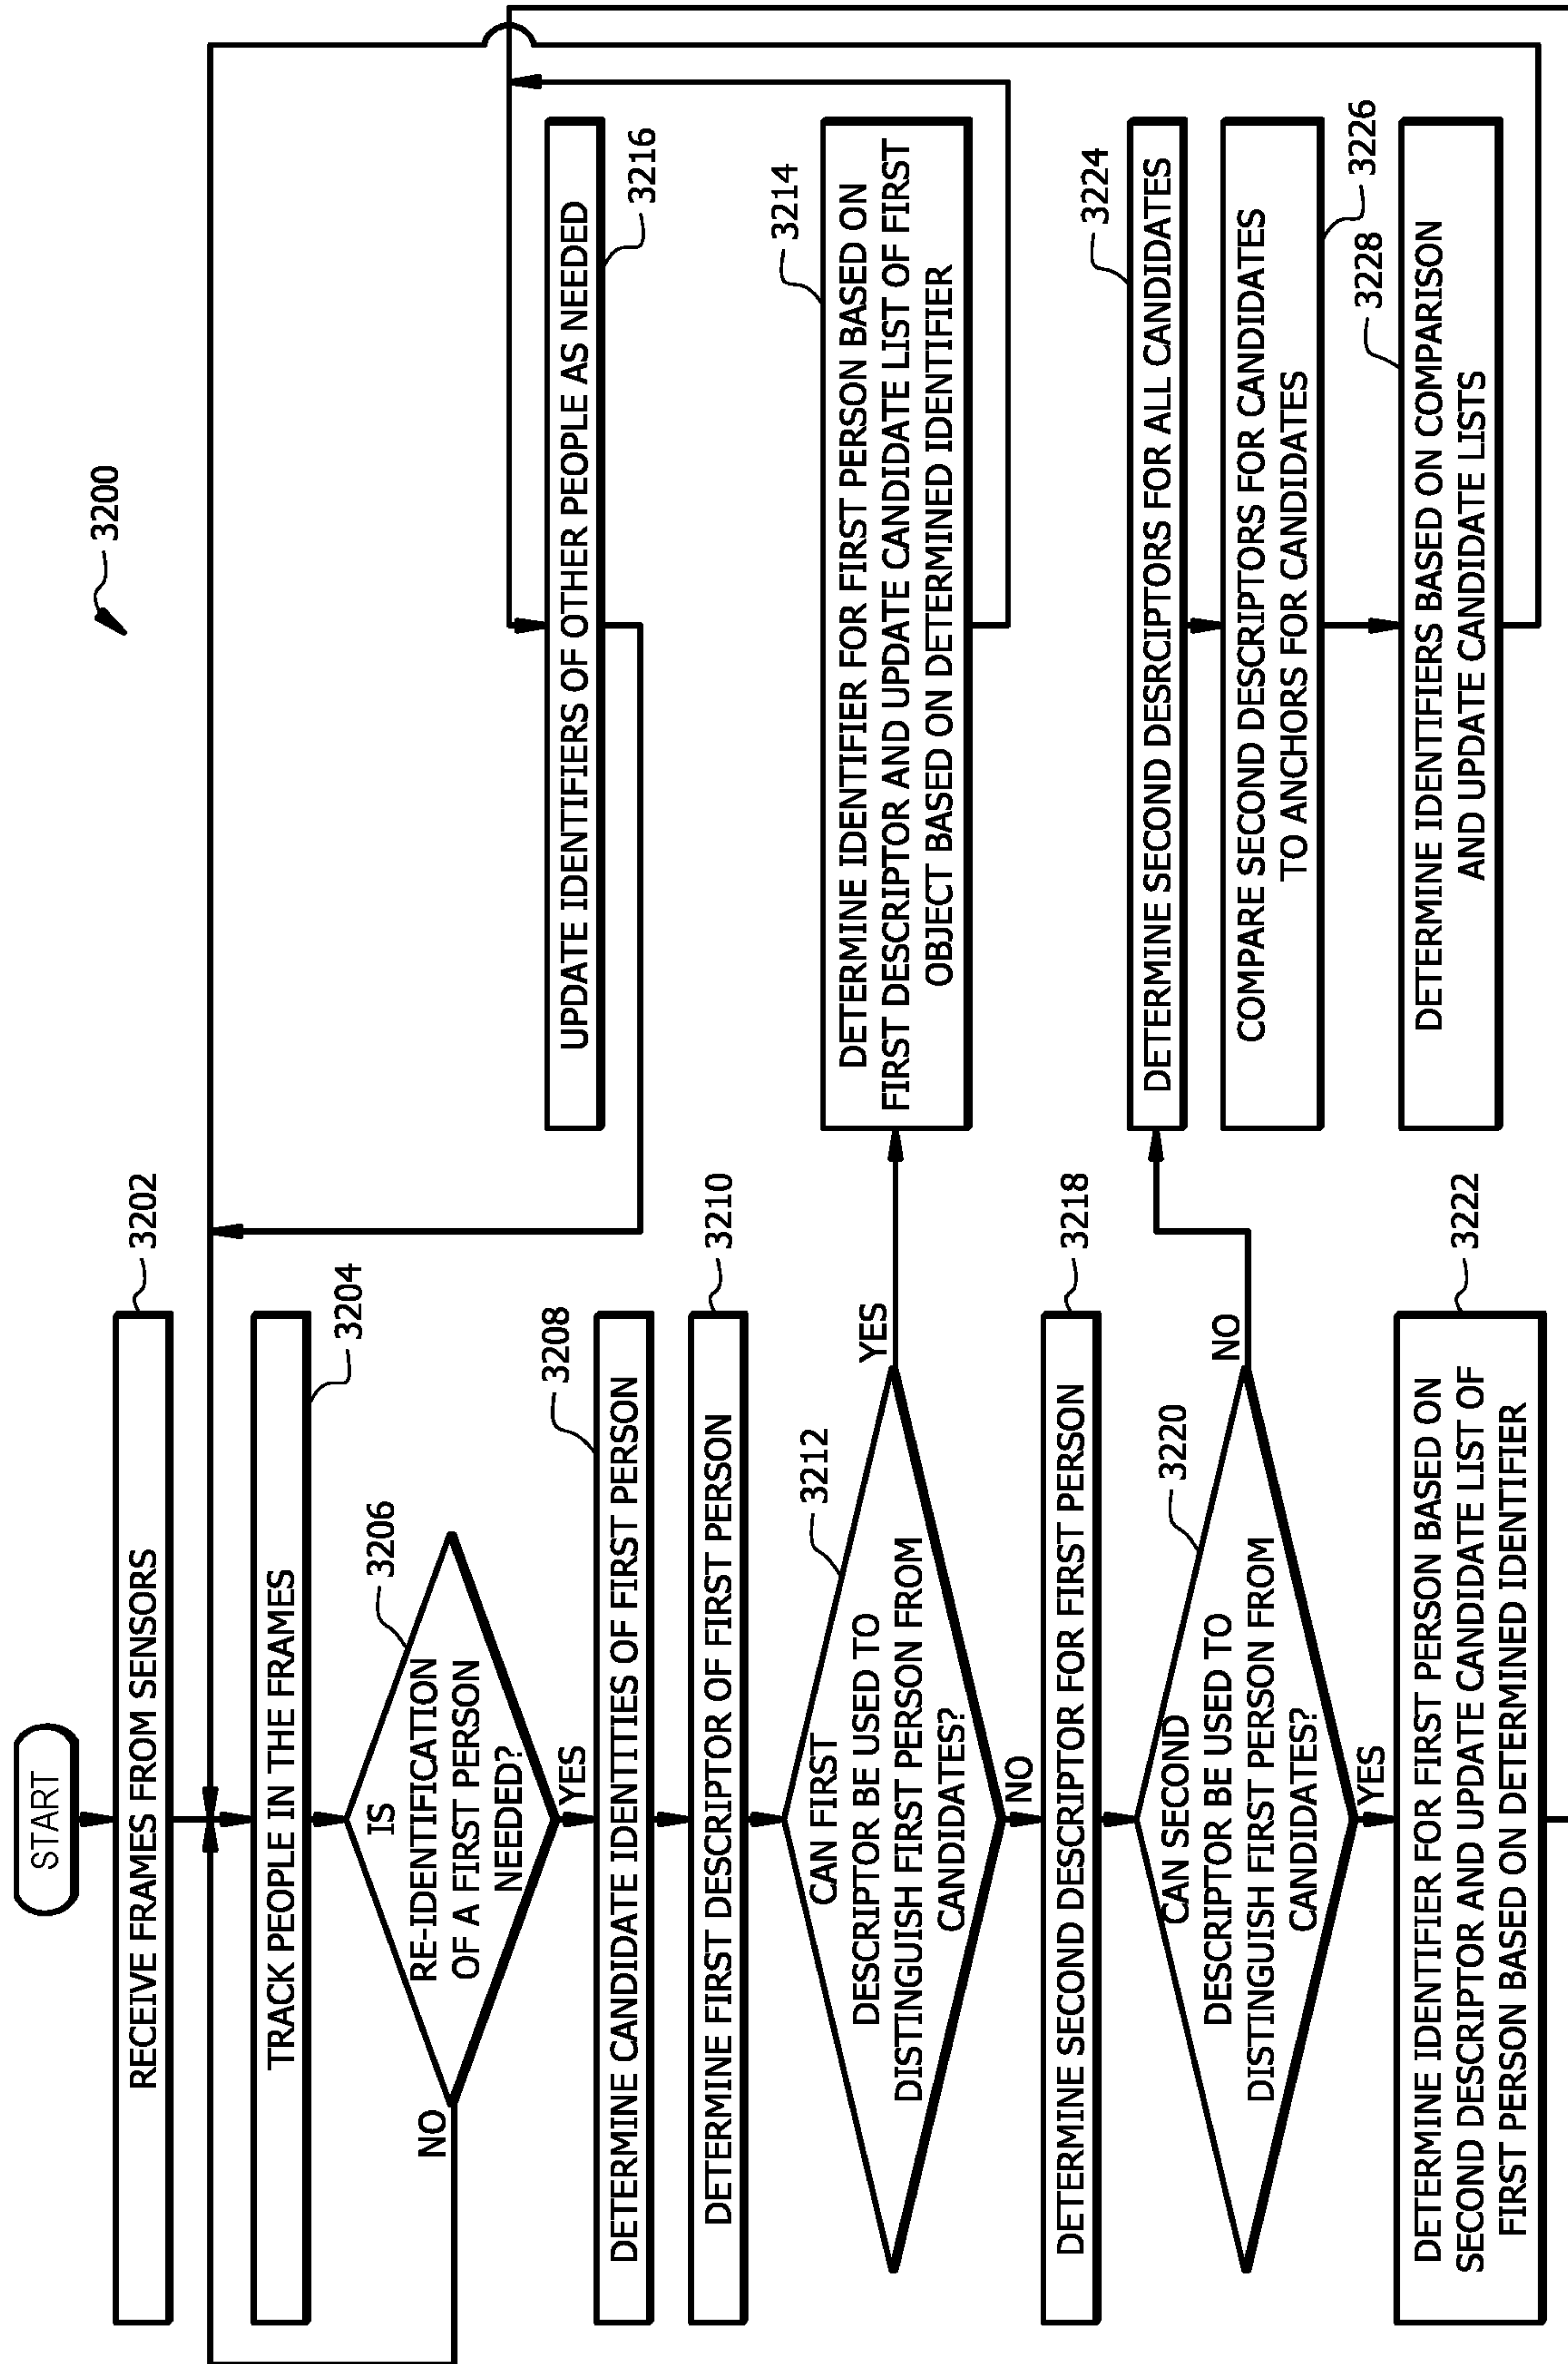 3200
START
RECEIVE FRAMES FROM SENSORS
3202
TRACK PEOPLE IN THE FRAMES
3204
IS
RE-IDENTIFICATION
OF A FIRST PERSON
NEEDED?
3206
NO
YES
DETERMINE CANDIDATE IDENTITIES OF FIRST PERSON
3208
DETERMINE FIRST DESCRIPTOR OF FIRST PERSON
3210
CAN FIRST
DESCRIPTOR BE USED TO
DISTINGUISH FIRST PERSON FROM
CANDIDATES?
3212
YES
NO
DETERMINE IDENTIFIER FOR FIRST PERSON BASED ON
FIRST DESCRIPTOR AND UPDATE CANDIDATE LIST OF FIRST
OBJECT BASED ON DETERMINED IDENTIFIER
3214
UPDATE IDENTIFIERS OF OTHER PEOPLE AS NEEDED
3216
DETERMINE SECOND DESCRIPTOR FOR FIRST PERSON
3218
CAN SECOND
DESCRIPTOR BE USED TO
DISTINGUISH FIRST PERSON FROM
CANDIDATES?
3220
NO
YES
DETERMINE IDENTIFIER FOR FIRST PERSON BASED ON
SECOND DESCRIPTOR AND UPDATE CANDIDATE LIST OF
FIRST PERSON BASED ON DETERMINED IDENTIFIER
3222
DETERMINE SECOND DESRCIPTORS FOR ALL CANDIDATES
3224
COMPARE SECOND DESCRIPTORS FOR CANDIDATES
TO ANCHORS FOR CANDIDATES
3226
DETERMINE IDENTIFIERS BASED ON COMPARISON
AND UPDATE CANDIDATE LISTS
3228